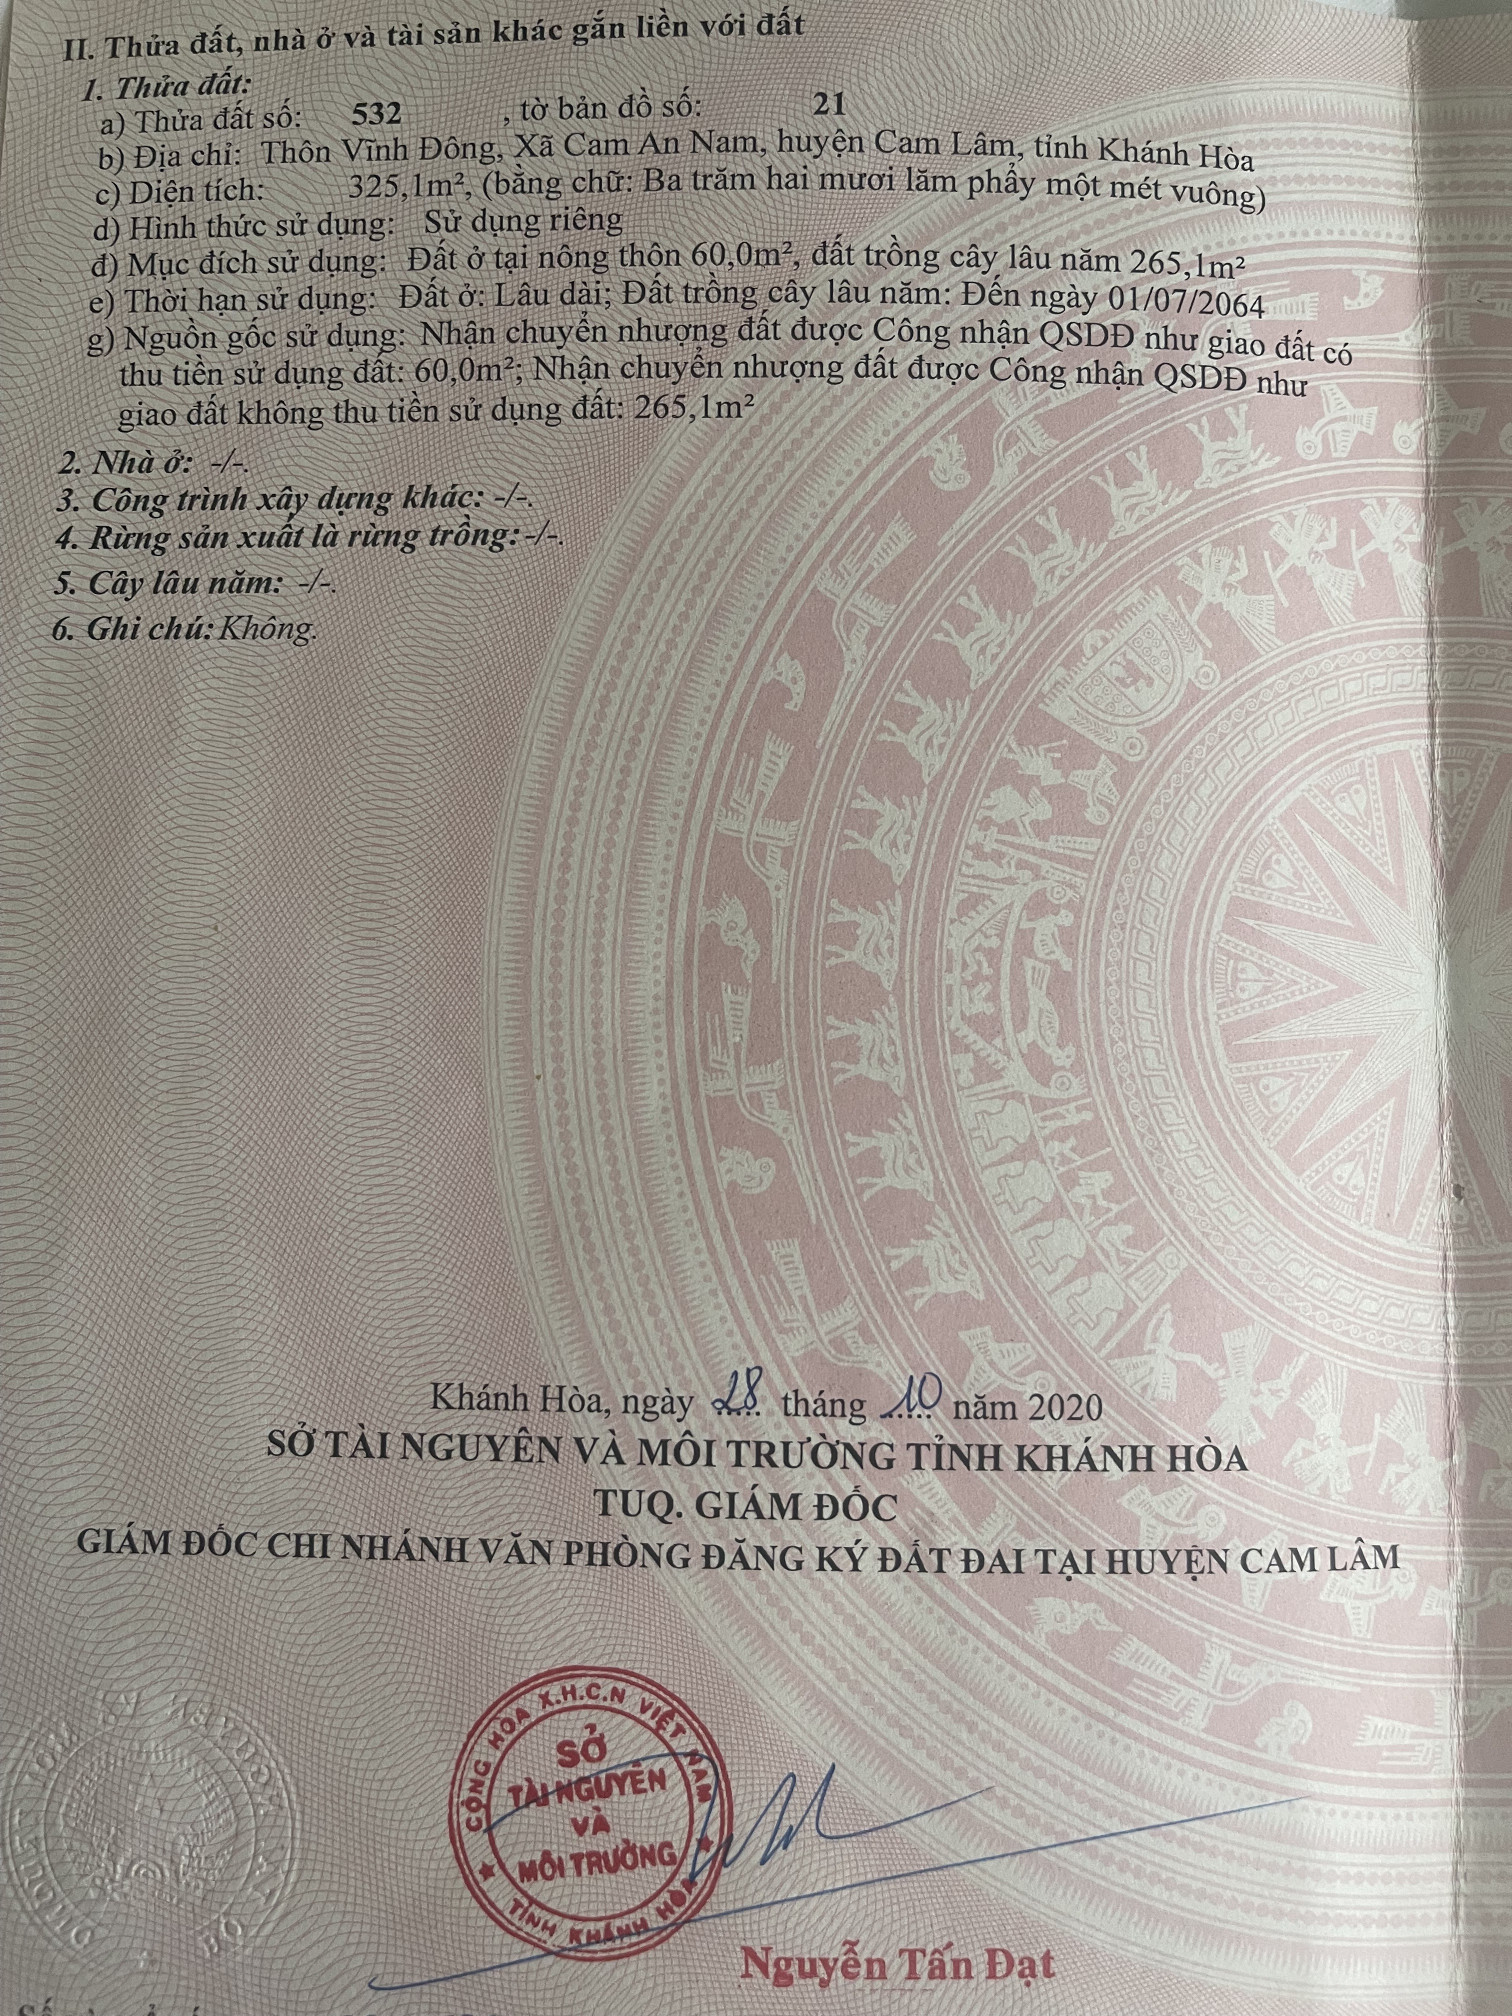 II. Thửa đất, nhà ở và tài sản khác gắn liền với đất
1. Thửa đất:
a) Thửa đất số: 532 , tờ bản đồ số: 21
b) Địa chỉ: Thôn Vĩnh Đông, Xã Cam An Nam, huyện Cam Lâm, tỉnh Khánh Hòa
c) Diện tích: 325,1m², (bằng chữ: Ba trăm hai mươi lăm phẩy một mét vuông)
d) Hình thức sử dụng: Sử dụng riêng
đ) Mục đích sử dụng: Đất ở tại nông thôn 60,0m², đất trồng cây lâu năm 265,1m²
e) Thời hạn sử dụng: Đất ở: Lâu dài; Đất trồng cây lâu năm: Đến ngày 01/07/2064
g) Nguồn gốc sử dụng: Nhận chuyển nhượng đất được Công nhận QSDĐ như giao đất có
thu tiền sử dụng đất: 60,0m²; Nhận chuyển nhượng đất được Công nhận QSDĐ như
giao đất không thu tiền sử dụng đất: 265,1m²
2. Nhà ở: -/-.
3. Công trình xây dựng khác: -/-.
4. Rừng sản xuất là rừng trồng: -/-.
5. Cây lâu năm: -/-.
6. Ghi chú: Không.
Khánh Hòa, ngày 28 tháng 10 năm 2020
SỞ TÀI NGUYÊN VÀ MÔI TRƯỜNG TỈNH KHÁNH HÒA
TUQ. GIÁM ĐỐC
GIÁM ĐỐC CHI NHÁNH VĂN PHÒNG ĐĂNG KÝ ĐẤT ĐAI TẠI HUYỆN CAM LÂM
CỘNG HÒA X.H.C.N VIỆT NAM
SỞ
TÀI NGUYÊN
VÀ
MÔI TRƯỜNG
TỈNH KHÁNH HÒA
Nguyễn Tấn Đạt